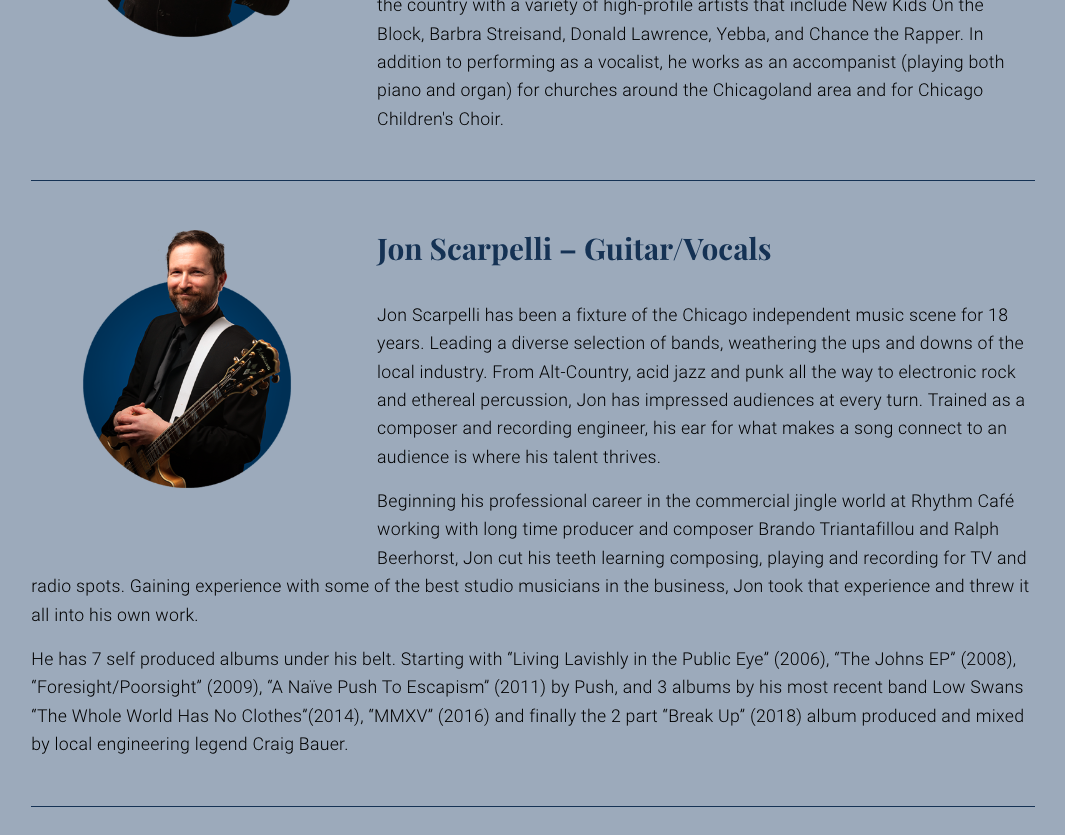 the country with a variety of high-profile artists that include New Kids On the
Block, Barbra Streisand, Donald Lawrence, Yebba, and Chance the Rapper. In
addition to performing as a vocalist, he works as an accompanist (playing both
piano and organ) for churches around the Chicagoland area and for Chicago
Children's Choir.
Jon Scarpelli – Guitar/Vocals
Jon Scarpelli has been a fixture of the Chicago independent music scene for 18
years. Leading a diverse selection of bands, weathering the ups and downs of the
local industry. From Alt-Country, acid jazz and punk all the way to electronic rock
and ethereal percussion, Jon has impressed audiences at every turn. Trained as a
composer and recording engineer, his ear for what makes a song connect to an
audience is where his talent thrives.
Beginning his professional career in the commercial jingle world at Rhythm Café
working with long time producer and composer Brando Triantafillou and Ralph
Beerhorst, Jon cut his teeth learning composing, playing and recording for TV and
radio spots. Gaining experience with some of the best studio musicians in the business, Jon took that experience and threw it
all into his own work.
He has 7 self produced albums under his belt. Starting with “Living Lavishly in the Public Eye” (2006), “The Johns EP” (2008),
“Foresight/Poorsight” (2009), “A Naïve Push To Escapism” (2011) by Push, and 3 albums by his most recent band Low Swans
“The Whole World Has No Clothes”(2014), “MMXV” (2016) and finally the 2 part “Break Up” (2018) album produced and mixed
by local engineering legend Craig Bauer.